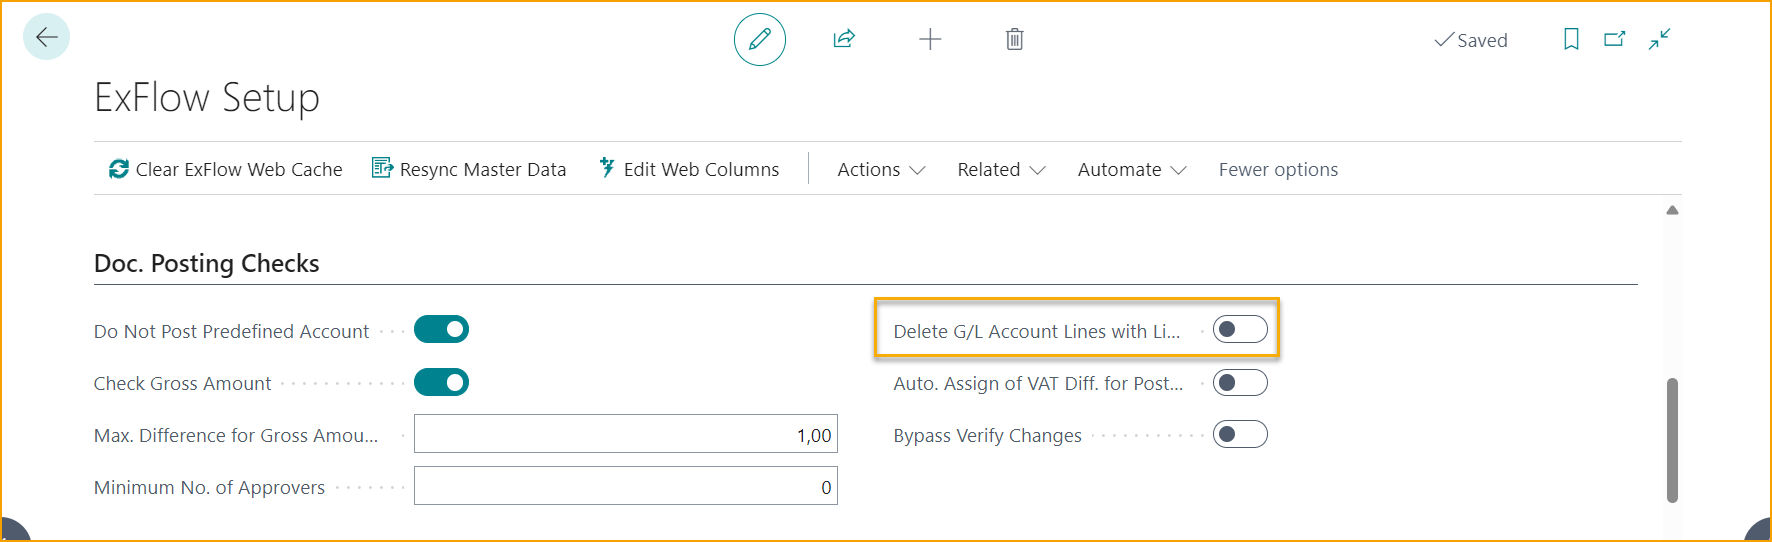 Saved
ExFlow Setup
Clear ExFlow Web Cache Resync Master Data Edit Web Columns Actions Related Automate Fewer options
Doc. Posting Checks
Do Not Post Predefined Account
Check Gross Amount
Max. Difference for Gross Amou... 1,00
Minimum No. of Approvers 0
Delete G/L Account Lines with Li...
Auto. Assign of VAT Diff. for Post...
Bypass Verify Changes